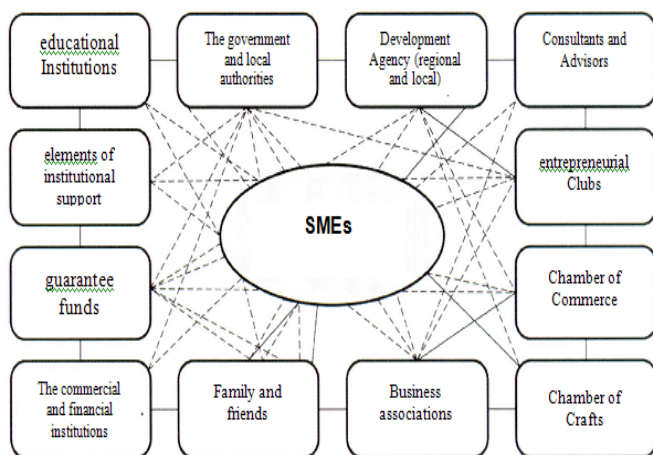 educational
Institutions
The government
and local
authorities
Development
Agency (regional
and local)
Consultants and
Advisors
elements of
institutional
support
SMEs
entrepreneurial
Clubs
guarantee
funds
Chamber of
Commerce
The commercial
and financial
institutions
Family and
friends
Business
associations
Chamber of
Crafts